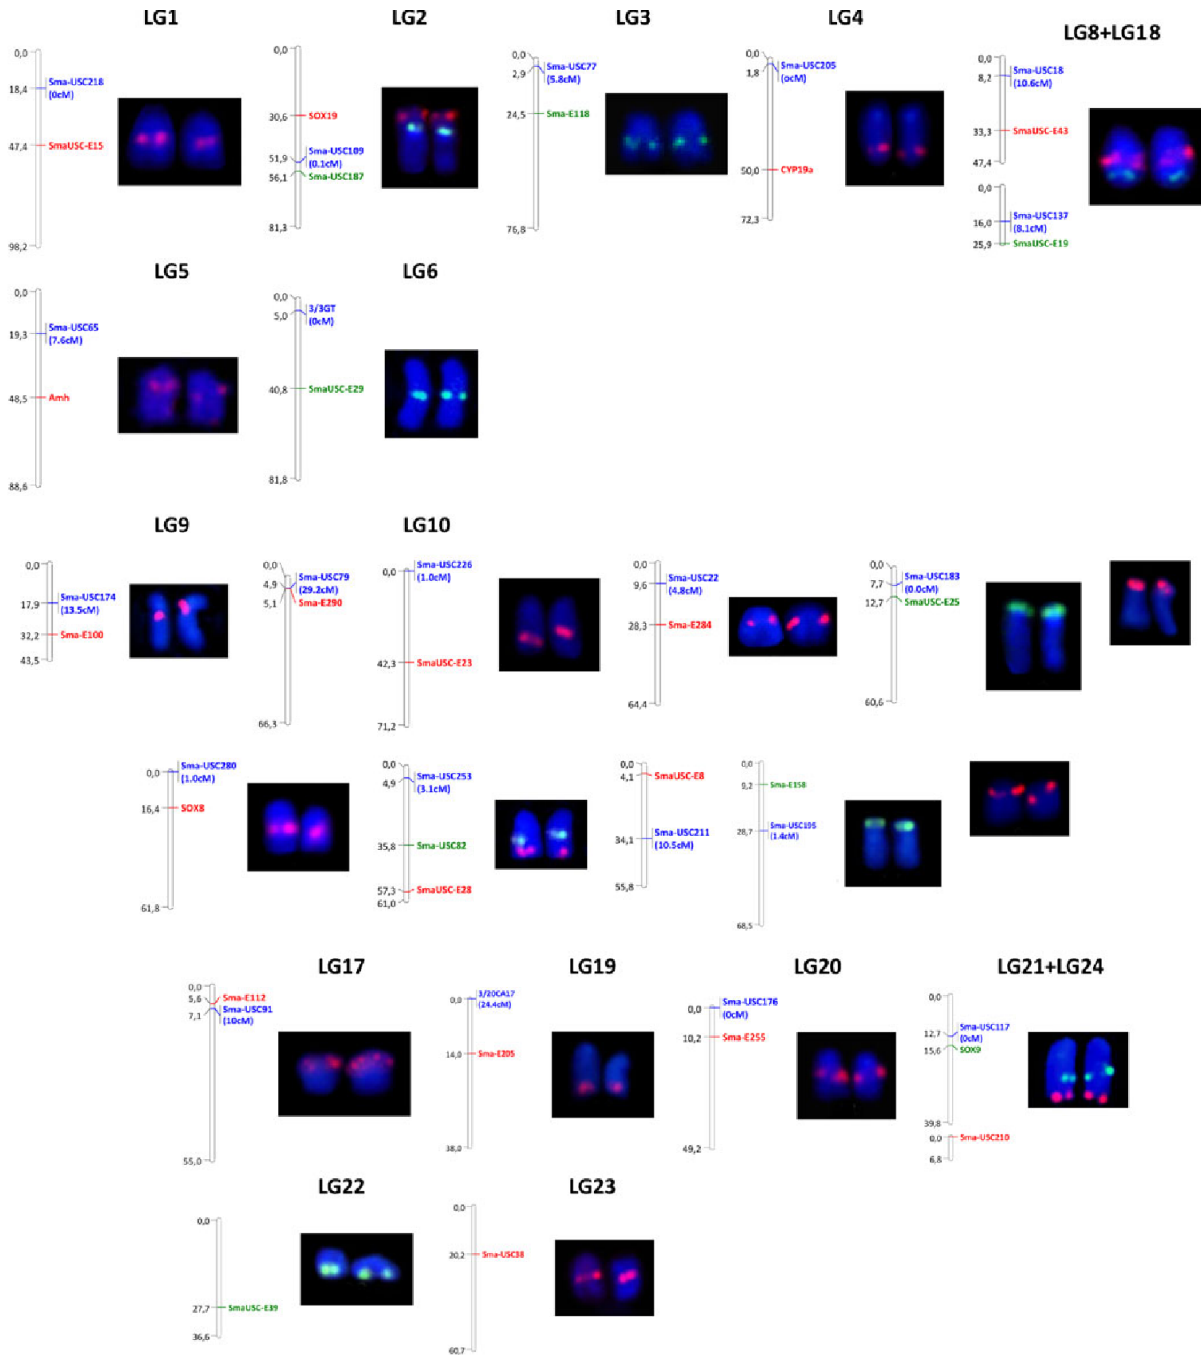 LG1
0,0
18,4
Sma-USC218
(0cM)
47,4
SmaUSC-E15
98,2
LG2
0,0
30,6
SOX19
51,9
Sma-USC109
(0.1cM)
56,1
Sma-USC187
81,3
LG3
0,0
2,9
Sma-USC77
(5.8cM)
24,5
Sma-E118
76,8
LG4
0,0
1,8
Sma-USC205
(0cM)
50,0
CYP19a
72,3
LG8+LG18
0,0
8,2
Sma-USC18
(10.6cM)
33,3
SmaUSC-E43
47,4
0,0
16,0
Sma-USC137
(8.1cM)
25,9
SmaUSC-E19
LG5
0,0
19,3
Sma-USC65
(7.6cM)
48,5
Amh
88,6
LG6
0,0
5,0
3/3GT
(0cM)
40,8
SmaUSC-E29
81,8
LG9
0,0
17,9
Sma-USC174
(13.5cM)
32,2
Sma-E100
43,5
0,0
4,9
Sma-USC79
(29.2cM)
5,1
Sma-E290
66,3
LG10
0,0
Sma-USC226
(1.0cM)
42,3
SmaUSC-E23
71,2
0,0
9,6
Sma-USC22
(4.8cM)
28,3
Sma-E284
64,4
0,0
7,7
Sma-USC183
(0.0cM)
12,7
SmaUSC-E25
60,6
0,0
Sma-USC280
(1.0cM)
16,4
SOX8
61,8
0,0
4,9
Sma-USC253
(3.1cM)
35,8
Sma-USC82
57,3
SmaUSC-E28
61,0
0,0
4,1
SmaUSC-E8
34,1
Sma-USC211
(10.5cM)
55,8
0,0
9,2
Sma-E158
28,7
Sma-USC195
(1.4cM)
68,5
LG17
0,0
5,6
Sma-E112
7,1
Sma-USC91
(10cM)
55,0
LG19
0,0
3/20CA17
(24.4cM)
14,0
Sma-E205
38,0
LG20
0,0
Sma-USC176
(0cM)
10,2
Sma-E255
49,2
LG21+LG24
0,0
12,7
Sma-USC117
(0cM)
15,6
SOX9
39,8
0,0
Sma-USC210
6,8
LG22
0,0
27,7
SmaUSC-E39
36,6
LG23
0,0
20,2
Sma-USC38
60,7